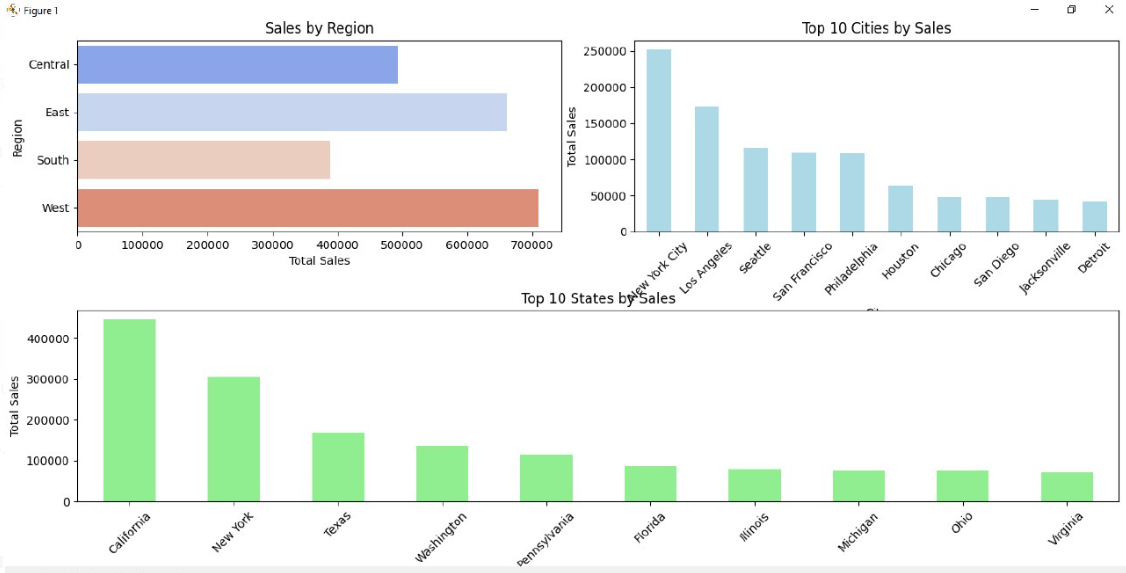 Figure 1
Sales by Region
Central
East
South
West
Region
0 100000 200000 300000 400000 500000 600000 700000
Total Sales
Top 10 Cities by Sales
250000
200000
150000
100000
50000
0
Total Sales
New York City
Los Angeles
Seattle
San Francisco
Philadelphia
Houston
Chicago
San Diego
Jacksonville
Detroit
Top 10 States by Sales
400000
300000
200000
100000
0
Total Sales
California
New York
Texas
Washington
Pennsylvania
Florida
Illinois
Michigan
Ohio
Virginia